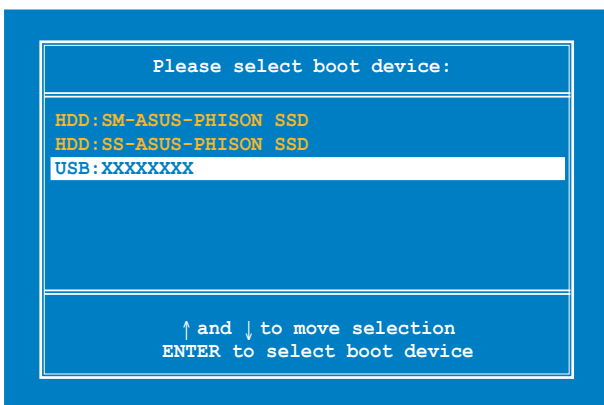 Please select boot device:
HDD:SM-ASUS-PHISON SSD
HDD:SS-ASUS-PHISON SSD
USB:XXXXXXXX
↑ and ↓ to move selection
ENTER to select boot device